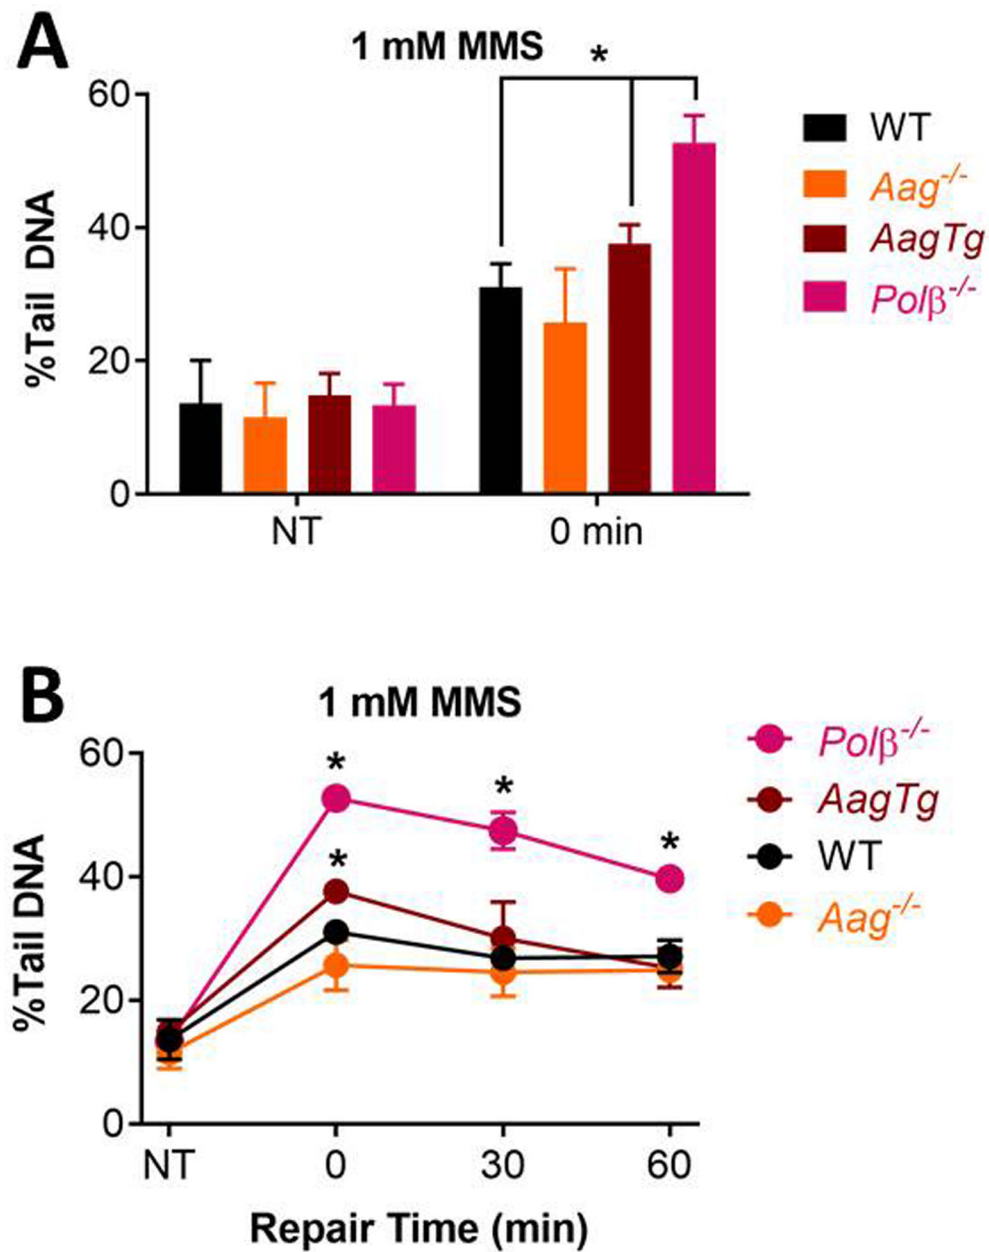 A
1 mM MMS
*
60
40
20
0
%Tail DNA
NT
0 min
WT
Aag-/-
AagTg
Polβ-/-
B
1 mM MMS
60
40
20
0
%Tail DNA
*
*
*
*
NT
0
30
60
Repair Time (min)
Polβ-/-
AagTg
WT
Aag-/-